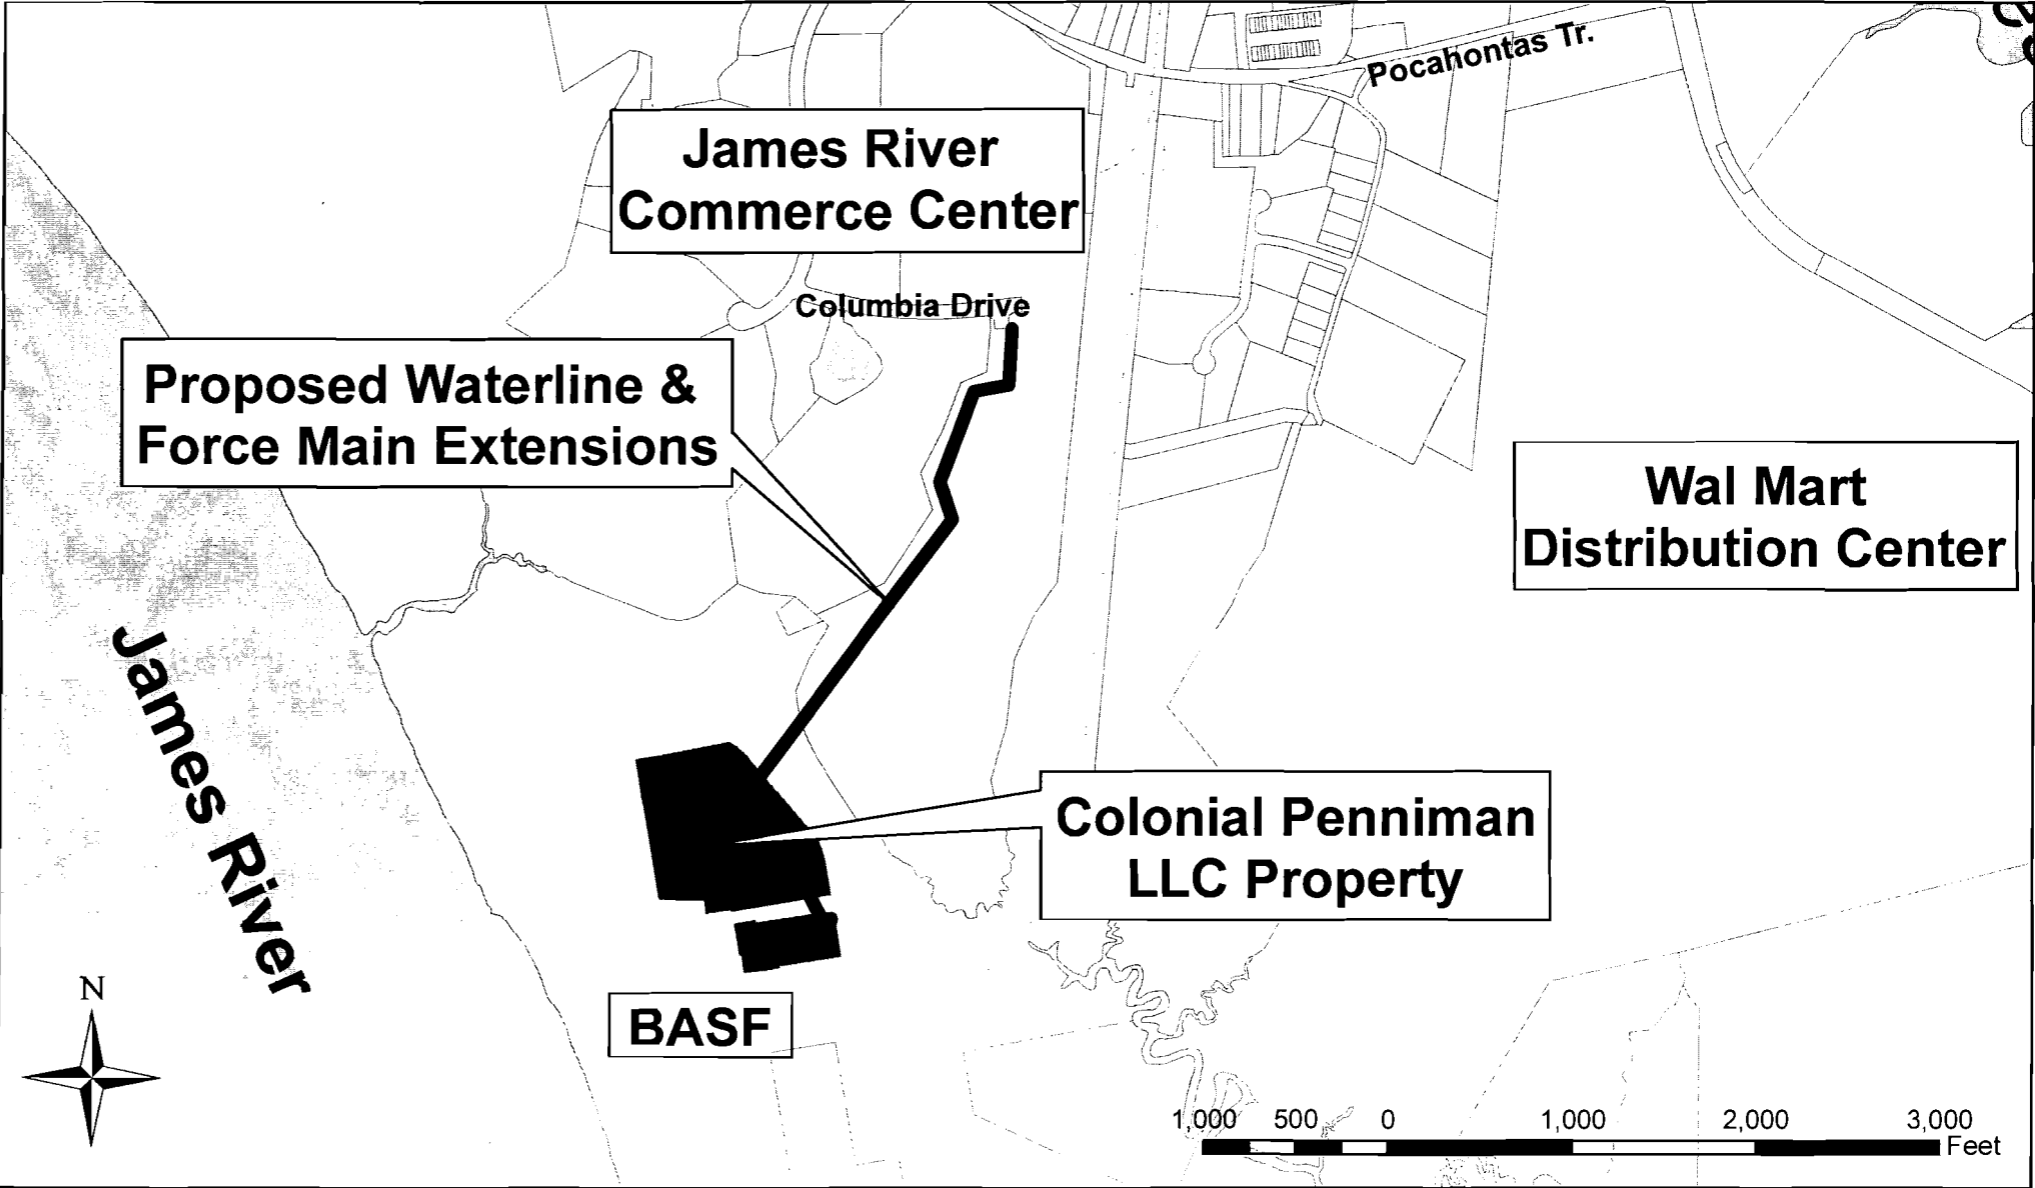 Pocahontas Tr.
James River
Commerce Center
Columbia Drive
Proposed Waterline &
Force Main Extensions
Wal Mart
Distribution Center
James River
Colonial Penniman
LLC Property
BASF
N
1,000 500 0 1,000 2,000 3,000
Feet